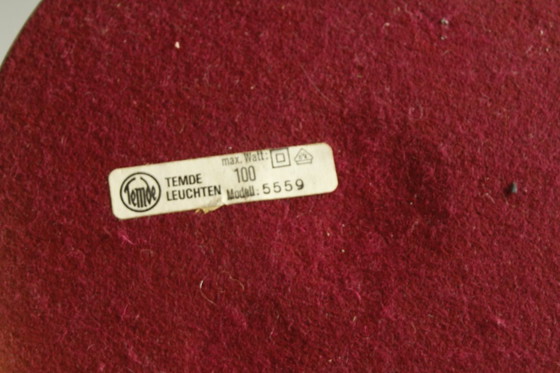 Temde
TEMDE
LEUCHTEN
max. Watt:
100
Modell: 5559